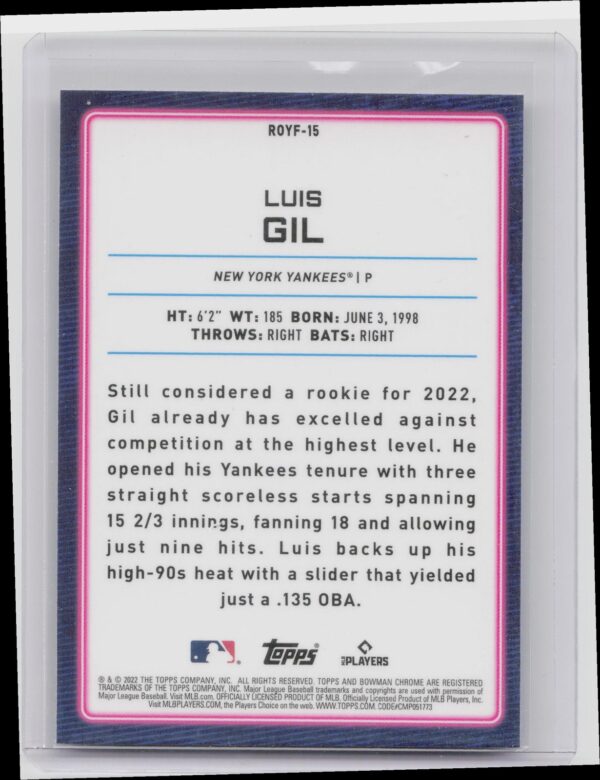 ROYF-15
LUIS
GIL
NEW YORK YANKEES® | P
HT: 6'2" WT: 185 BORN: JUNE 3, 1998
THROWS: RIGHT BATS: RIGHT
Still considered a rookie for 2022,
Gil already has excelled against
competition at the highest level. He
opened his Yankees tenure with three
straight scoreless starts spanning
15 2/3 innings, fanning 18 and allowing
just nine hits. Luis backs up his
high-90s heat with a slider that yielded
just a .135 OBA.
Topps® MLB PLAYERS
® & © 2022 THE TOPPS COMPANY, INC. ALL RIGHTS RESERVED. TOPPS AND BOWMAN CHROME ARE REGISTERED
TRADEMARKS OF THE TOPPS COMPANY, INC. Major League Baseball trademarks and copyrights are used with permission of
Major League Baseball. Visit MLB.com. OFFICIALLY LICENSED PRODUCT OF MLB. Officially Licensed Product of MLB Players, Inc.
Visit MLBPLAYERS.com, the Players Choice on the web. WWW.TOPPS.COM. CODE#CMP051773